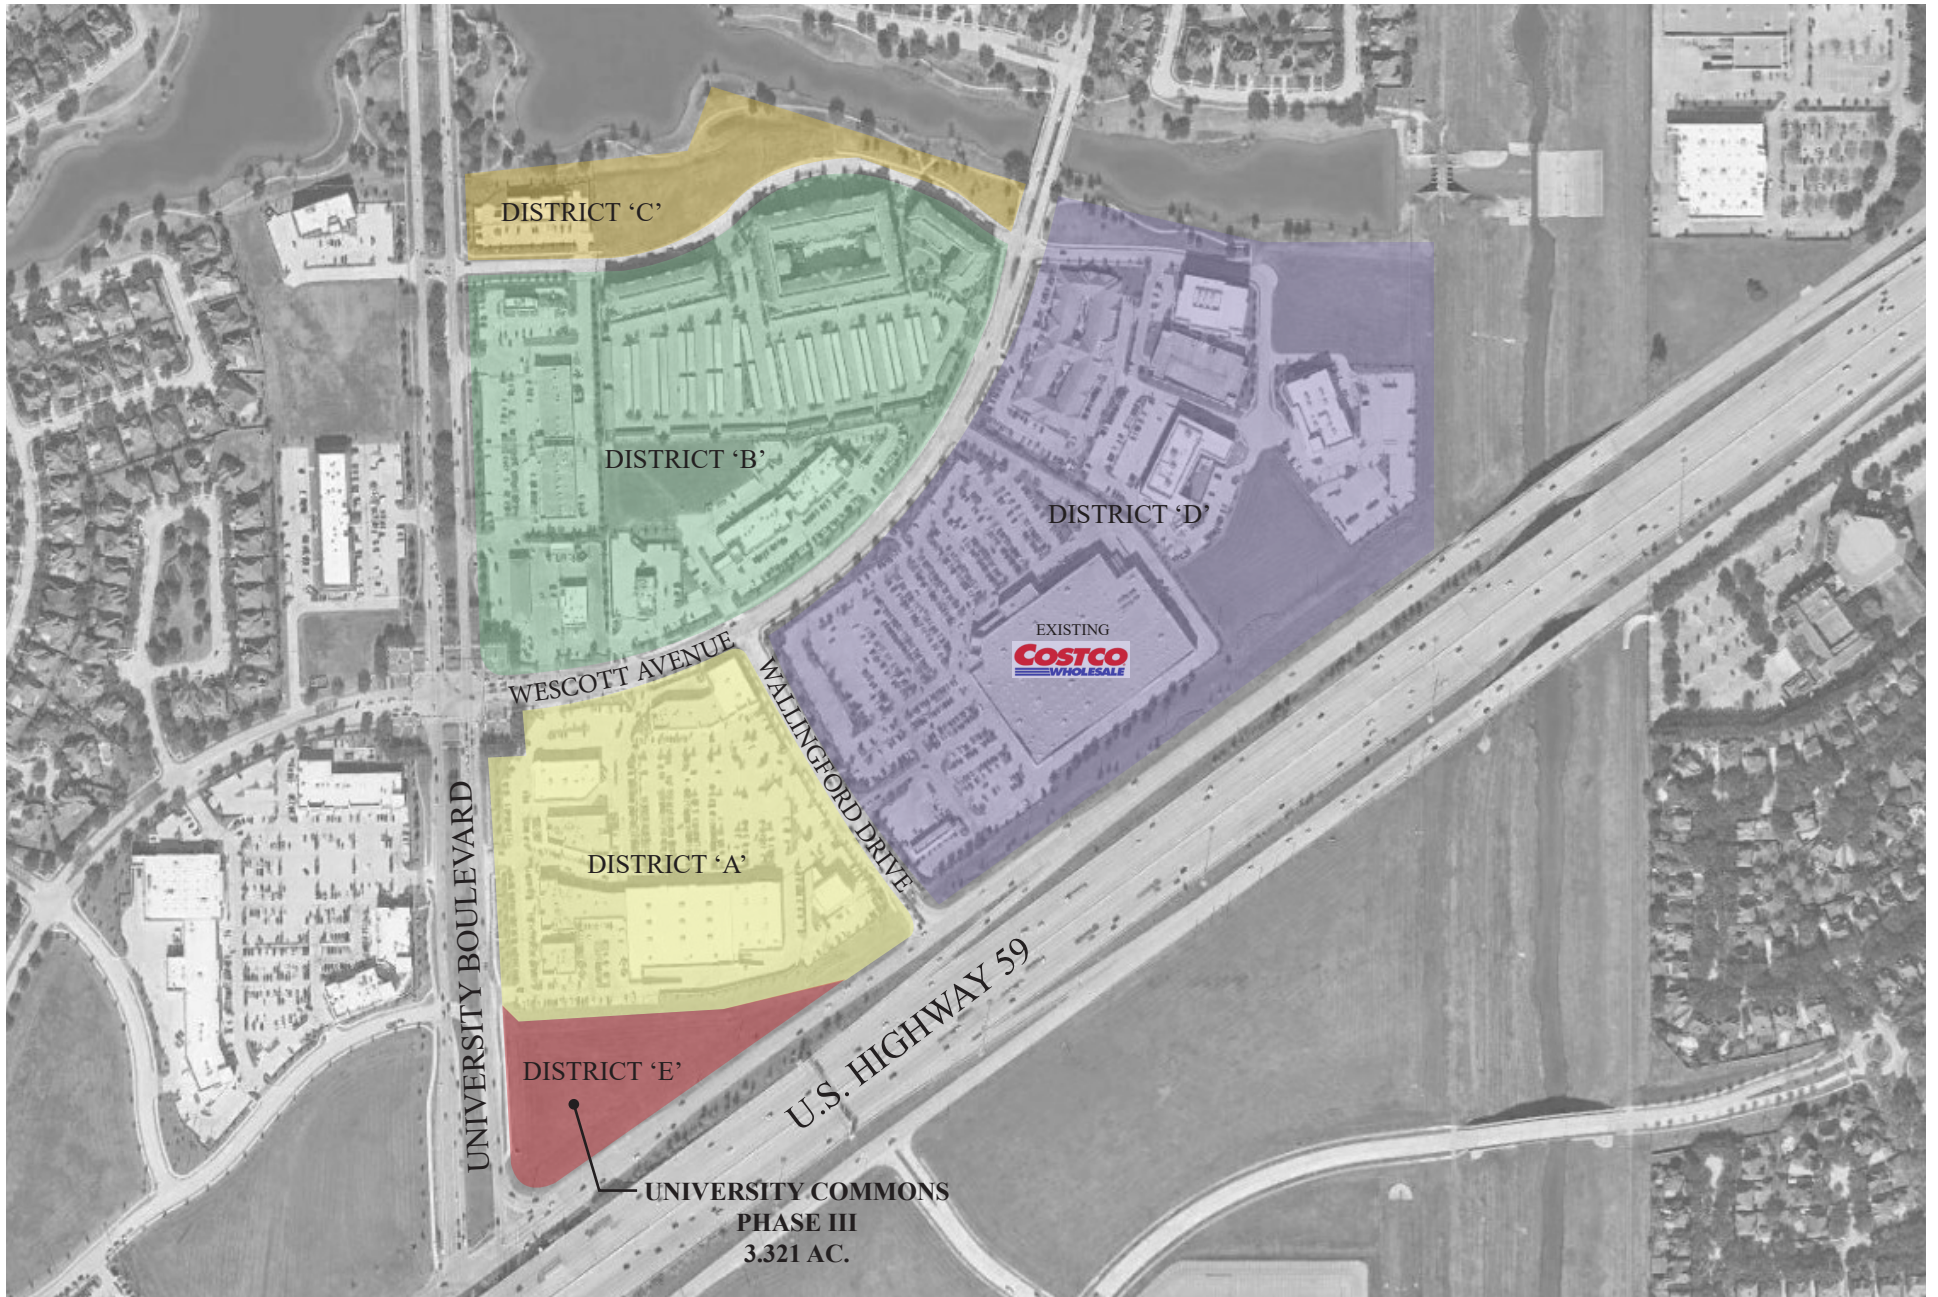 DISTRICT ‘C’
DISTRICT ‘B’
DISTRICT ‘D’
EXISTING
COSTCO
WHOLESALE
WESCOTT AVENUE
WALLINGFORD DRIVE
DISTRICT ‘A’
UNIVERSITY BOULEVARD
U.S. HIGHWAY 59
DISTRICT ‘E’
UNIVERSITY COMMONS
PHASE III
3.321 AC.